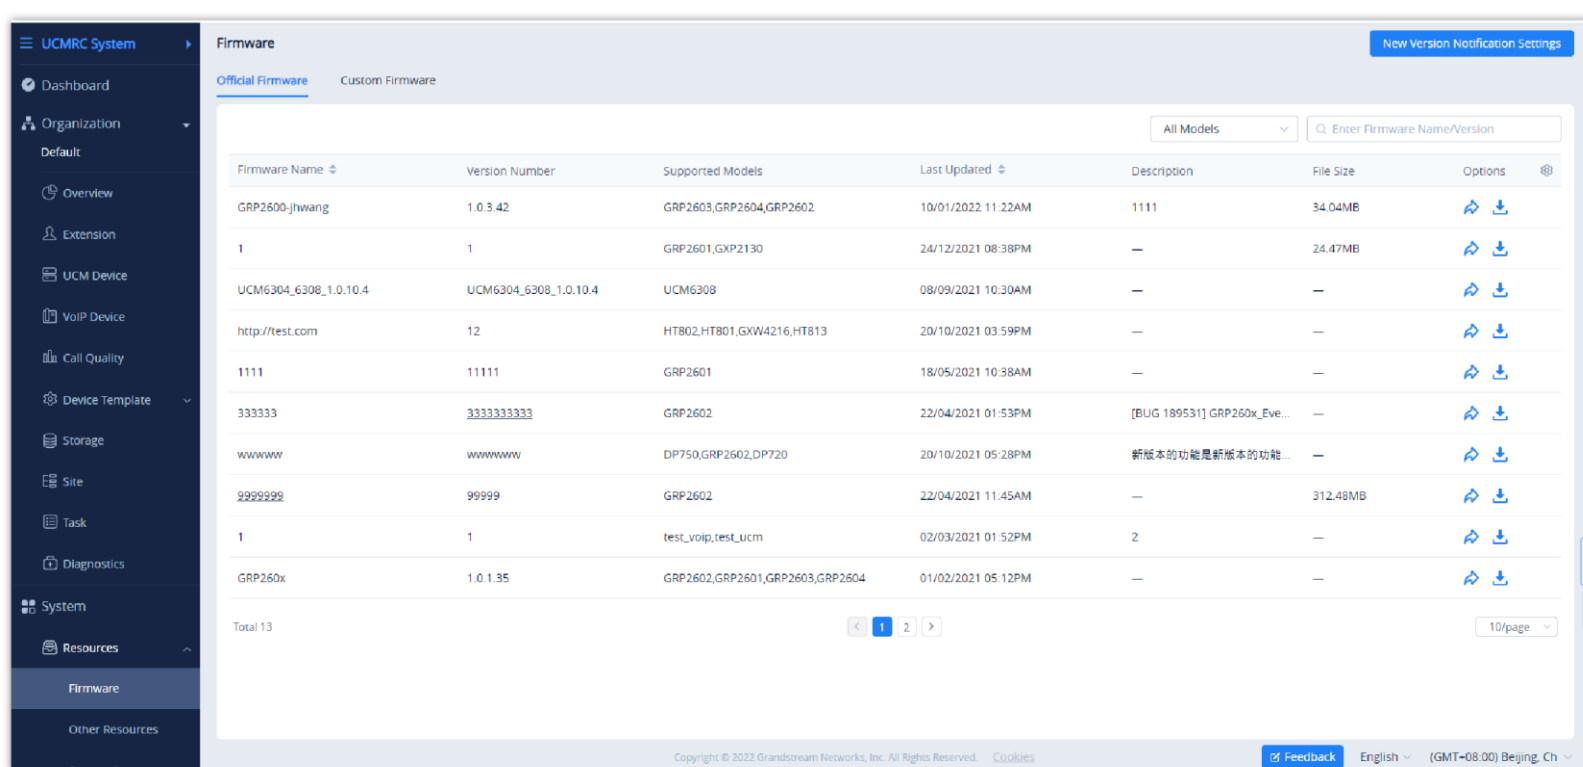 UCMRC System
Firmware
New Version Notification Settings
Dashboard
Official Firmware Custom Firmware
Organization
All Models Enter Firmware Name/Version
Default
Firmware Name Version Number Supported Models Last Updated Description File Size Options
Overview
GRP2600-jhwang 1.0.3.42 GRP2603,GRP2604,GRP2602 10/01/2022 11:22AM 1111 34.04MB
Extension
1 1 GRP2601,GXP2130 24/12/2021 08:38PM — 24.47MB
UCM Device
UCM6304_6308_1.0.10.4 UCM6304_6308_1.0.10.4 UCM6308 08/09/2021 10:30AM — —
VoIP Device
http://test.com 12 HT802,HT801,GXW4216,HT813 20/10/2021 03:59PM — —
Call Quality
1111 11111 GRP2601 18/05/2021 10:38AM — —
Device Template
333333 3333333333 GRP2602 22/04/2021 01:53PM [BUG 189531] GRP260x_Eve... —
Storage
wwwww wwwwww DP750,GRP2602,DP720 20/10/2021 05:28PM 新版本的功能是新版本的功能... —
Site
9999999 99999 GRP2602 22/04/2021 11:45AM — 312.48MB
Task
1 1 test_voip,test_ucm 02/03/2021 01:52PM 2 —
Diagnostics
GRP260x 1.0.1.35 GRP2602,GRP2601,GRP2603,GRP2604 01/02/2021 05:12PM — —
System
Total 13 < 1 2 > 10/page
Resources
Firmware
Other Resources
Copyright © 2022 Grandstream Networks, Inc. All Rights Reserved. Cookies Feedback English (GMT+08:00) Beijing, Ch